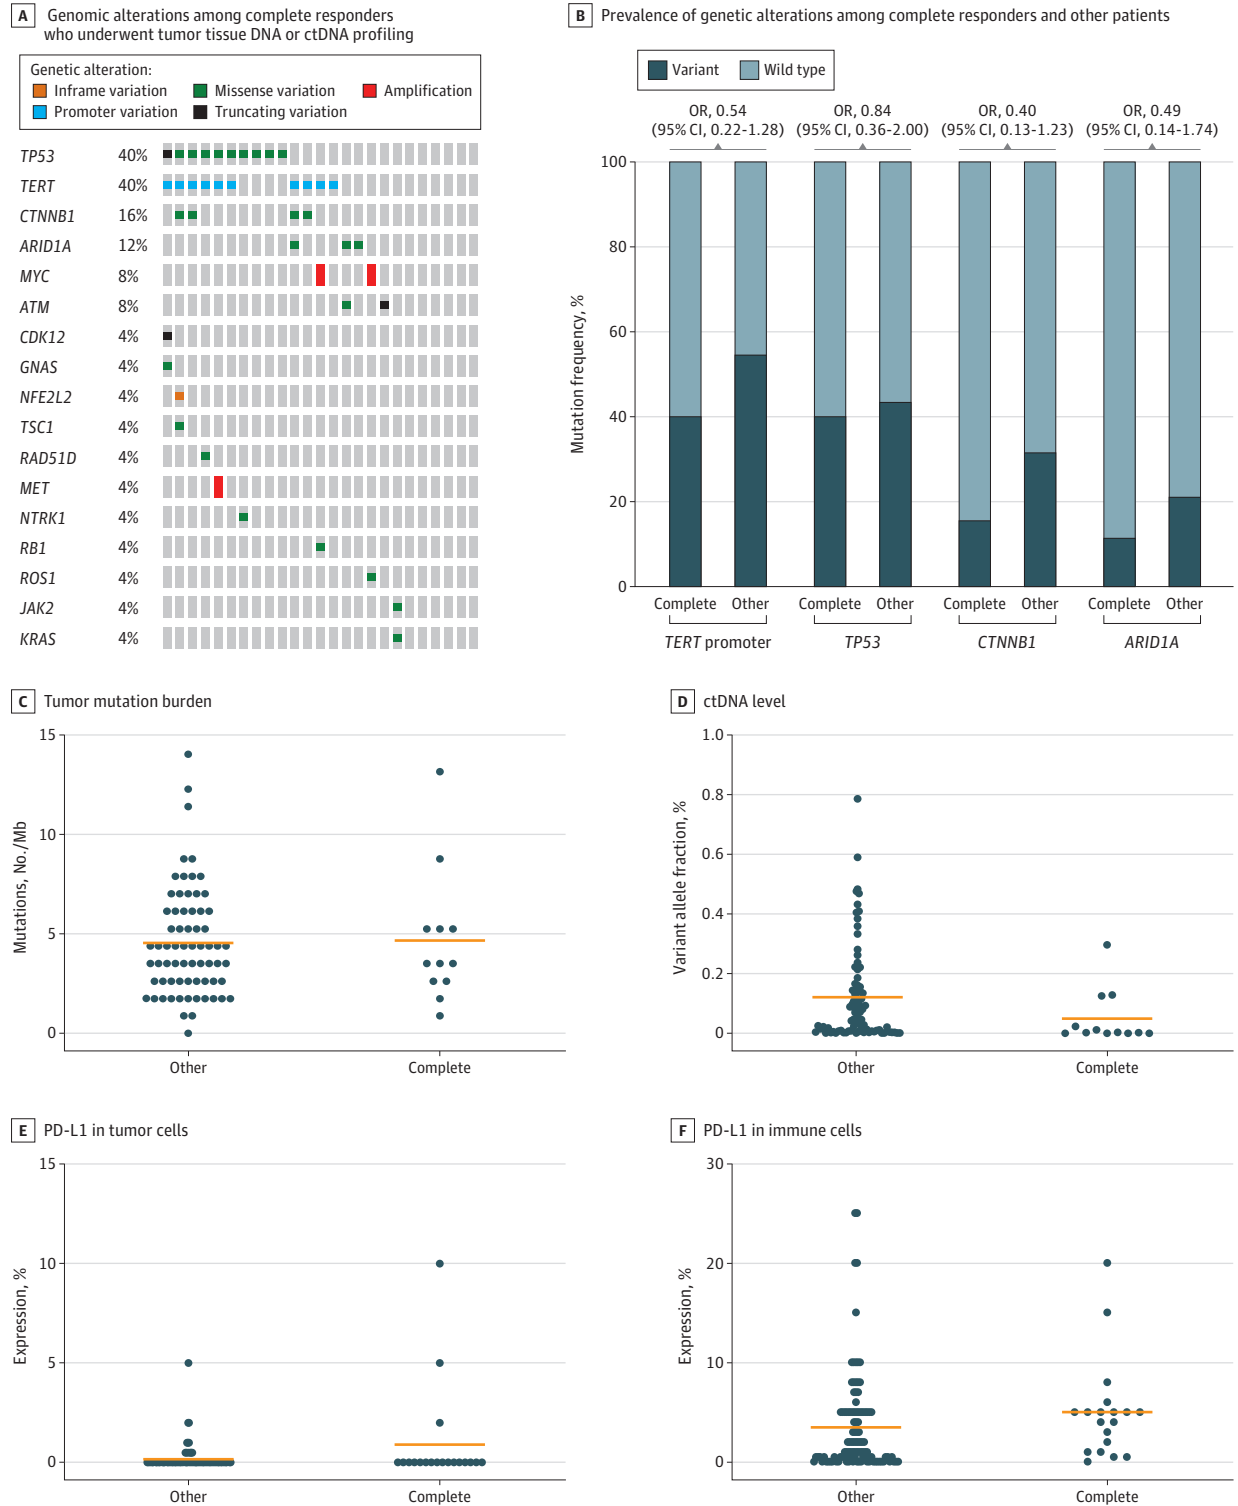 A Genomic alterations among complete responders
who underwent tumor tissue DNA or ctDNA profiling
Genetic alteration:
Inframe variation Missense variation Amplification
Promoter variation Truncating variation
TP53 40%
TERT 40%
CTNNB1 16%
ARID1A 12%
MYC 8%
ATM 8%
CDK12 4%
GNAS 4%
NFE2L2 4%
TSC1 4%
RAD51D 4%
MET 4%
NTRK1 4%
RB1 4%
ROS1 4%
JAK2 4%
KRAS 4%
B Prevalence of genetic alterations among complete responders and other patients
Variant Wild type
OR, 0.54 OR, 0.84 OR, 0.40 OR, 0.49
(95% CI, 0.22-1.28) (95% CI, 0.36-2.00) (95% CI, 0.13-1.23) (95% CI, 0.14-1.74)
Mutation frequency, %
100
80
60
40
20
0
Complete Other Complete Other Complete Other Complete Other
TERT promoter TP53 CTNNB1 ARID1A
C Tumor mutation burden
Mutations, No./Mb
15
10
5
0
Other Complete
D ctDNA level
Variant allele fraction, %
1.0
0.8
0.6
0.4
0.2
0
Other Complete
E PD-L1 in tumor cells
Expression, %
15
10
5
0
Other Complete
F PD-L1 in immune cells
Expression, %
30
20
10
0
Other Complete